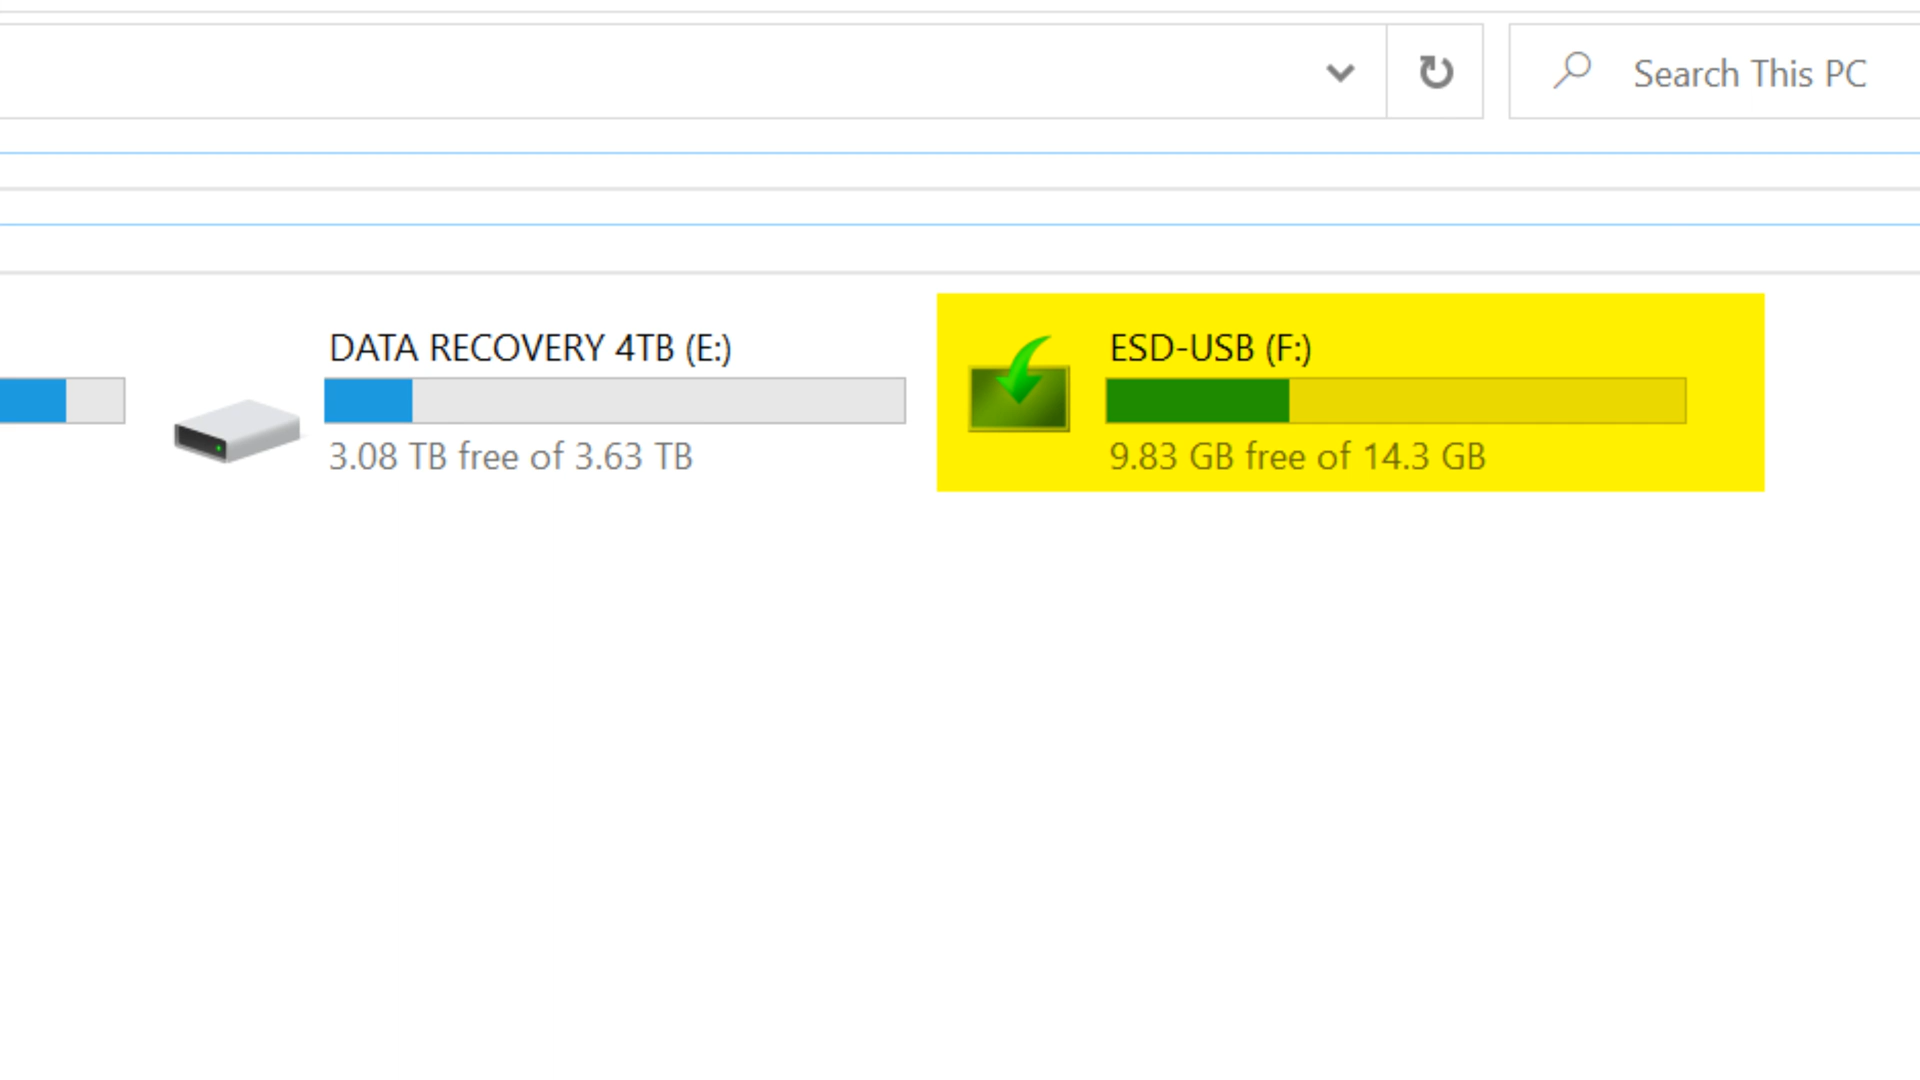 Search This PC
DATA RECOVERY 4TB (E:)
3.08 TB free of 3.63 TB
ESD-USB (F:)
9.83 GB free of 14.3 GB